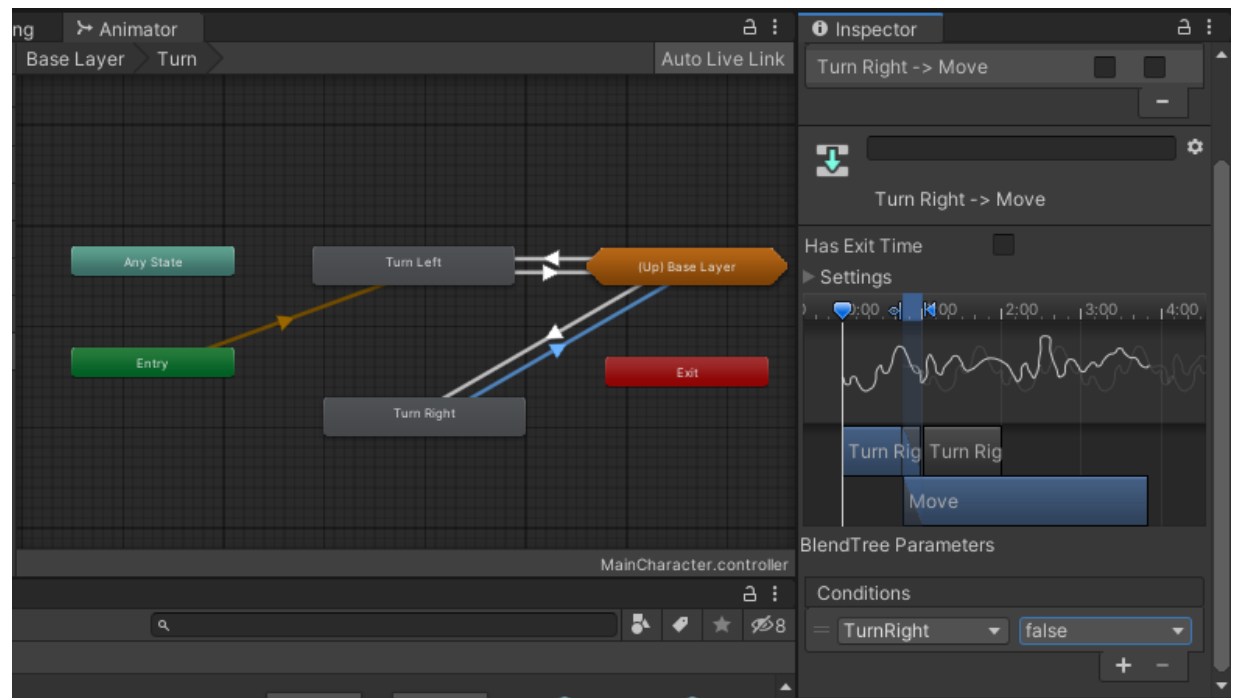 ng
Animator
Base Layer
Turn
Auto Live Link
Any State
Turn Left
(Up) Base Layer
Entry
Exit
Turn Right
MainCharacter.controller
8
Inspector
Turn Right -> Move
Turn Right -> Move
Has Exit Time
Settings
0:00
:00
2:00
3:00
4:00
Turn Rig
Turn Rig
Move
BlendTree Parameters
Conditions
TurnRight
false